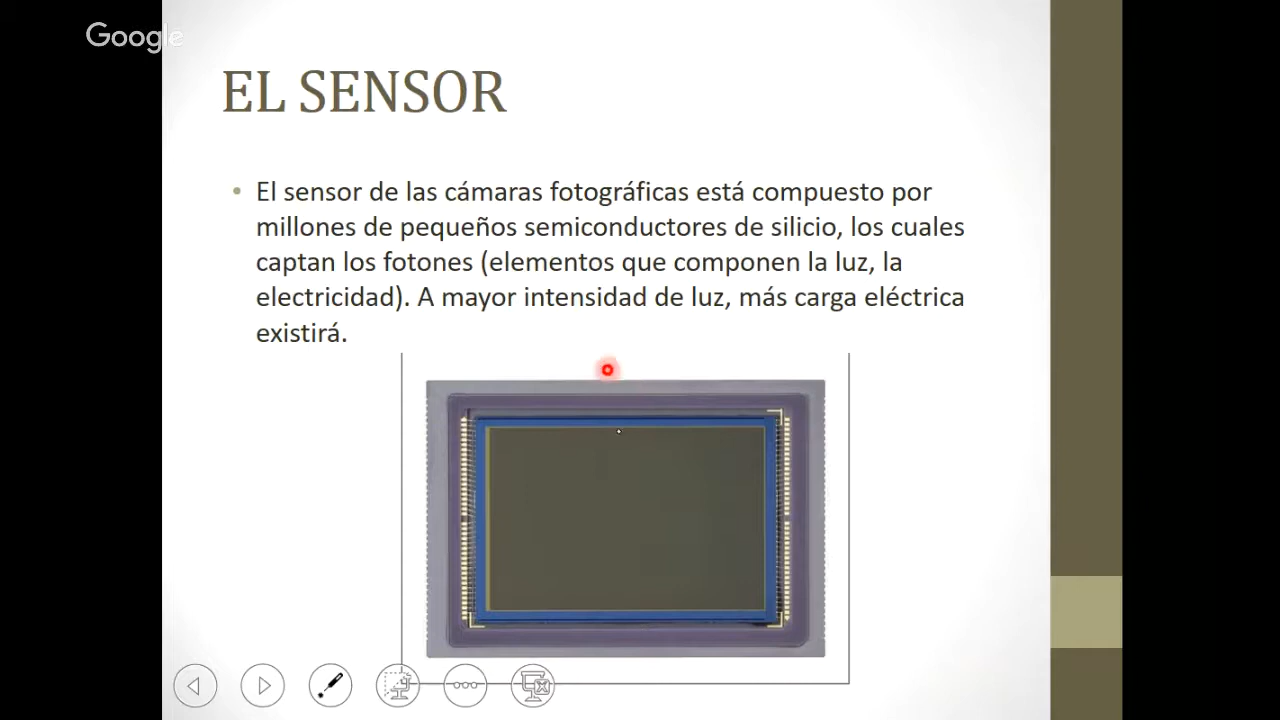 Google
EL SENSOR
• El sensor de las cámaras fotográficas está compuesto por
millones de pequeños semiconductores de silicio, los cuales
captan los fotones (elementos que componen la luz, la
electricidad). A mayor intensidad de luz, más carga eléctrica
existirá.